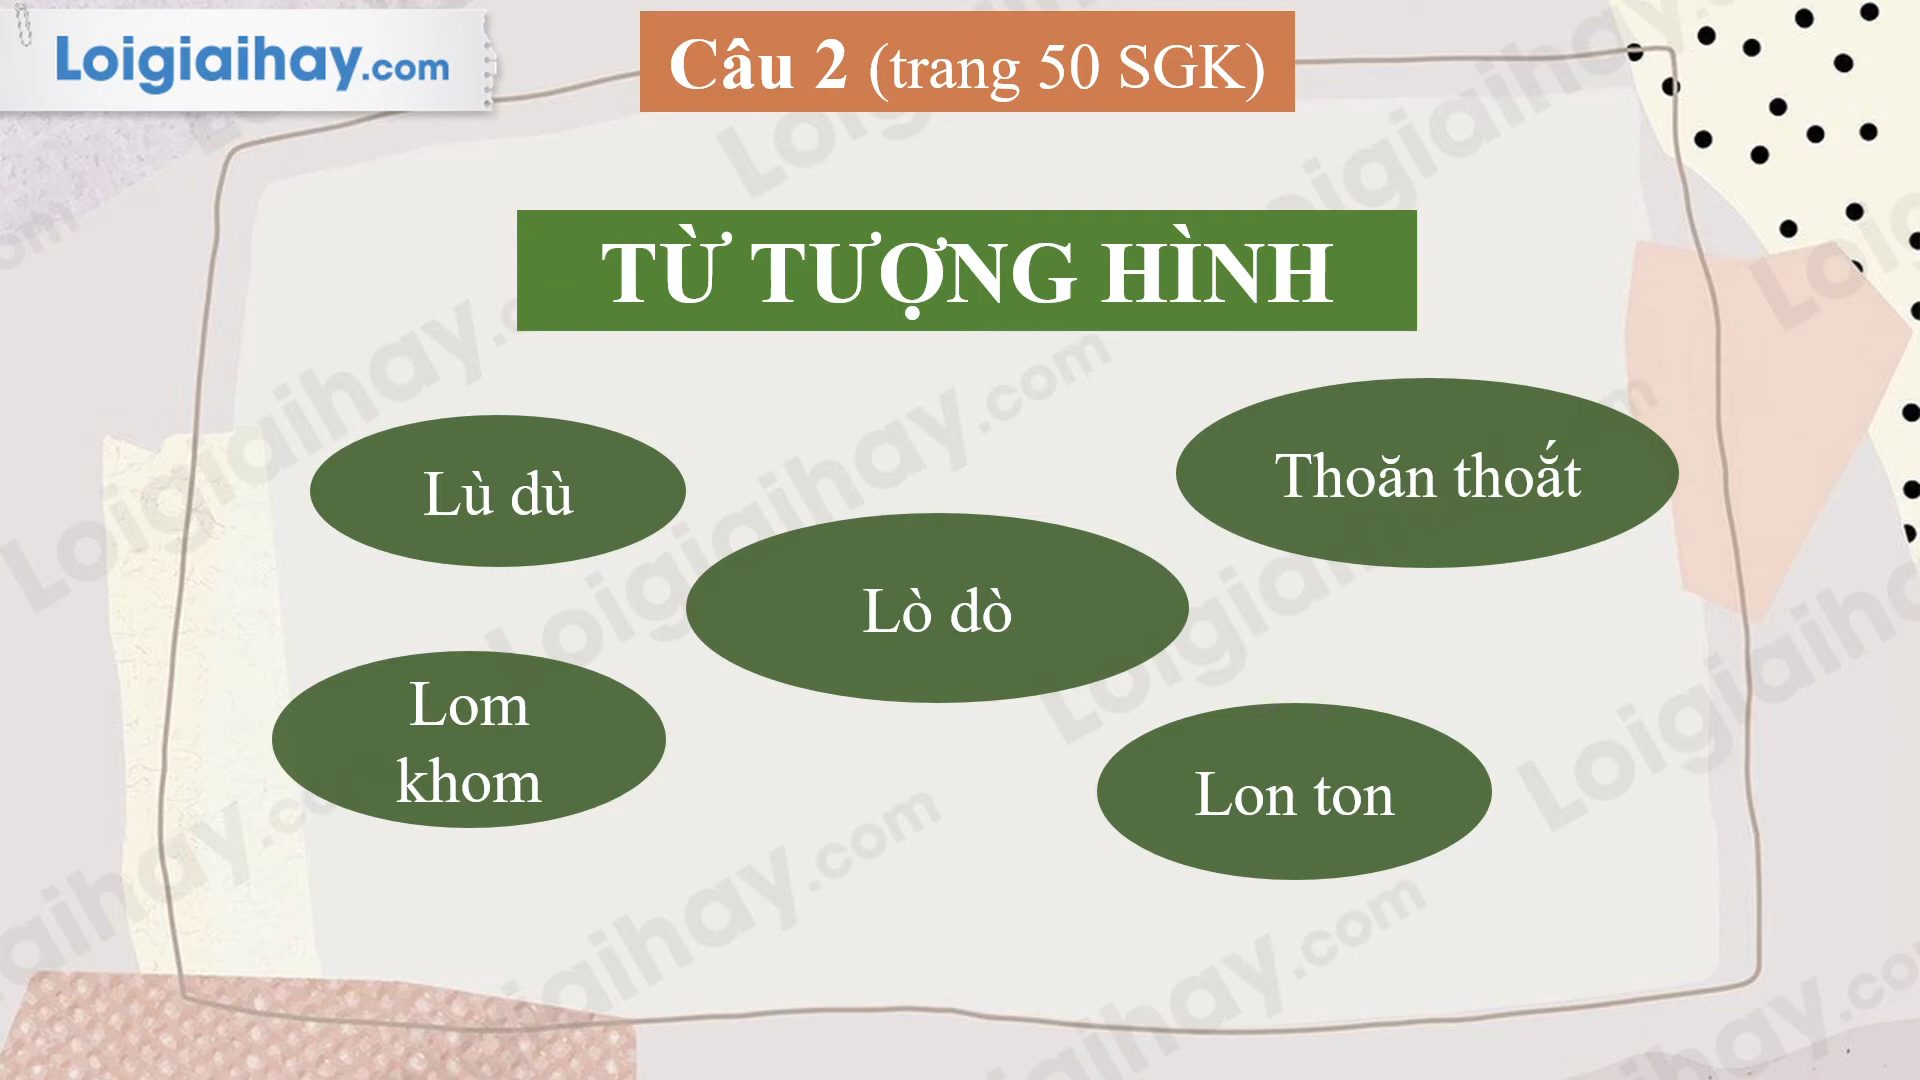 Loigiaihay.com
Câu 2 (trang 50 SGK)
TỪ TƯỢNG HÌNH
Lù dù
Thoăn thoắt
Lò dò
Lom
khom
Lon ton